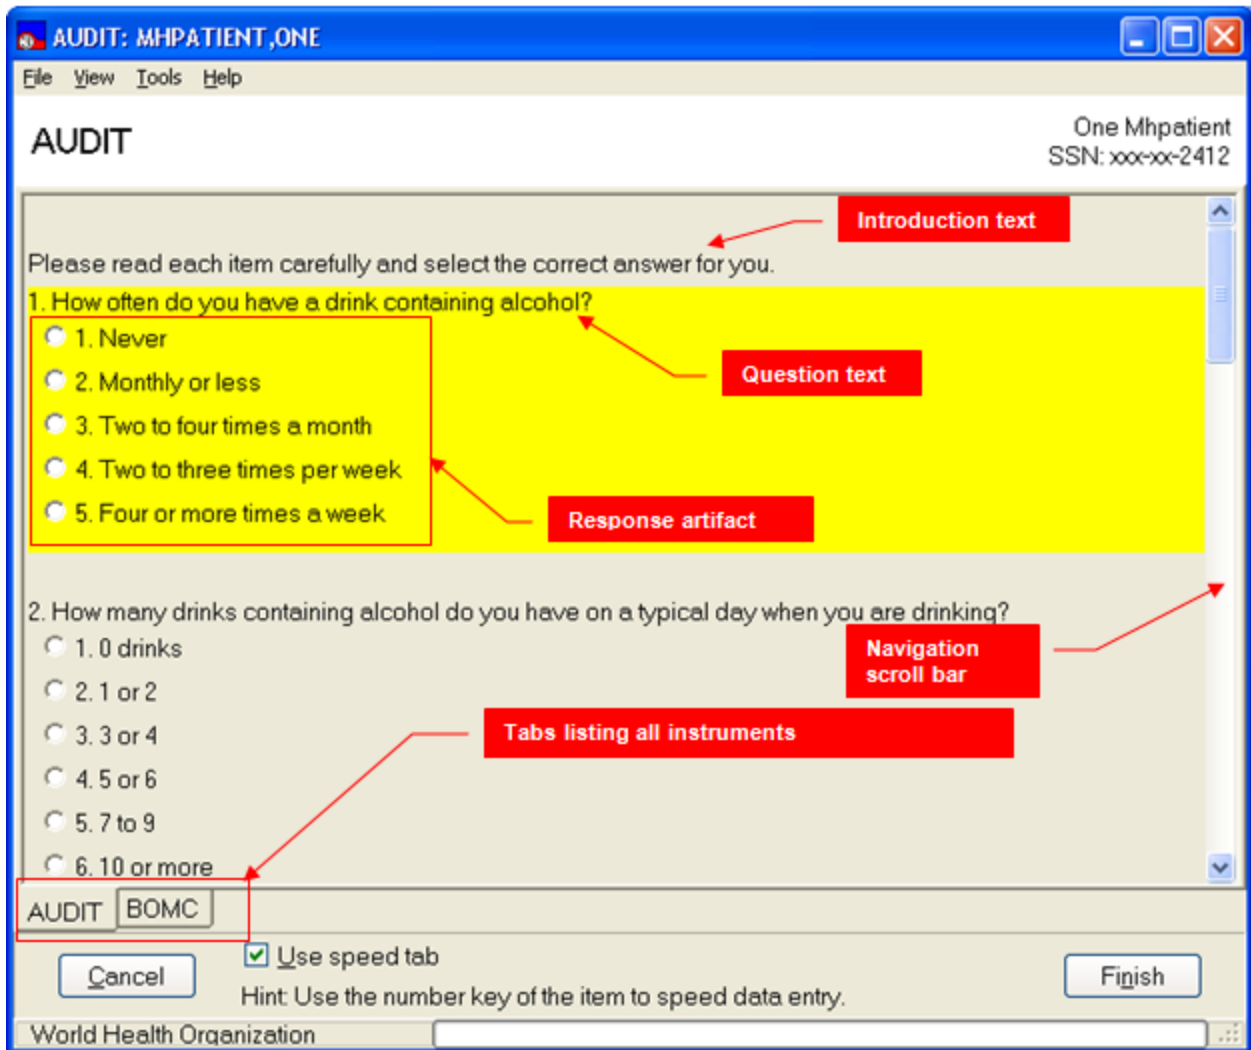 AUDIT: MHPATIENT,ONE
File View Tools Help
AUDIT
One Mhpatient
SSN: xxx-xx-2412
Introduction text
Please read each item carefully and select the correct answer for you.
1. How often do you have a drink containing alcohol?
1. Never
Question text
2. Monthly or less
3. Two to four times a month
4. Two to three times per week
5. Four or more times a week
Response artifact
2. How many drinks containing alcohol do you have on a typical day when you are drinking?
1. 0 drinks
Navigation
scroll bar
2. 1 or 2
3. 3 or 4
Tabs listing all instruments
4. 5 or 6
5. 7 to 9
6. 10 or more
AUDIT BOMC
Cancel
Use speed tab
Hint: Use the number key of the item to speed data entry.
Finish
World Health Organization